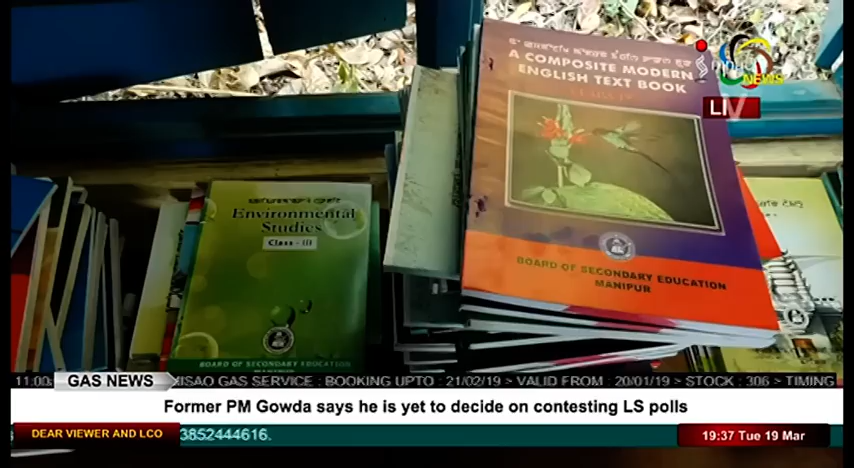 A COMPOSITE MODERN
ENGLISH TEXT BOOK
BOARD OF SECONDARY EDUCATION
MANIPUR
Environmental
Studies
Class - III
BOARD OF SECONDARY EDUCATION
NEWS
LIV
11:00
GAS NEWS
XISAO GAS SERVICE : BOOKING UPTO : 21/02/19 > VALID FROM : 20/01/19 > STOCK : 306 > TIMING
Former PM Gowda says he is yet to decide on contesting LS polls
DEAR VIEWER AND LCO
3852444616.
19:37 Tue 19 Mar